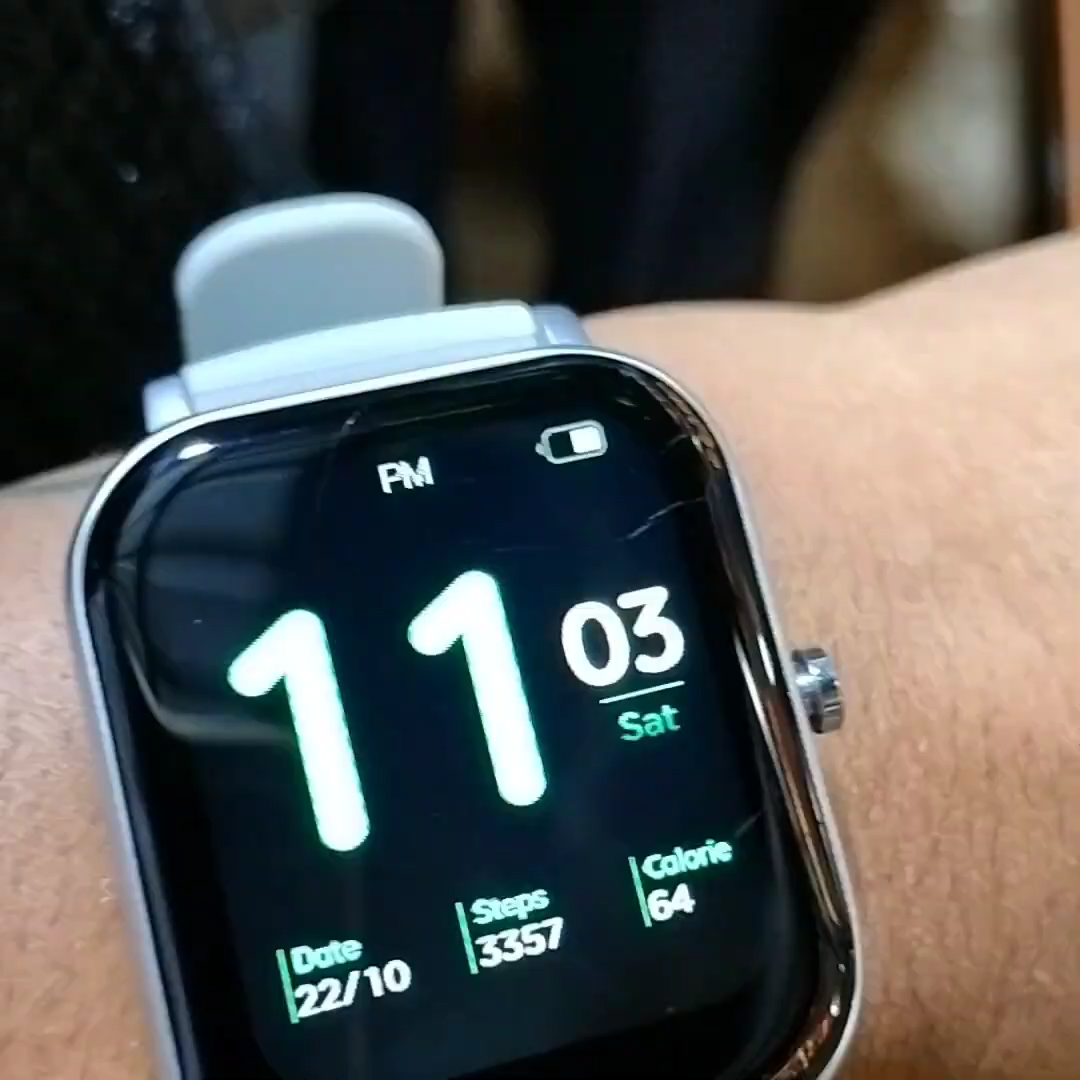 PM
11 03
Sat
Calorie
64
Steps
3357
Date
22/10